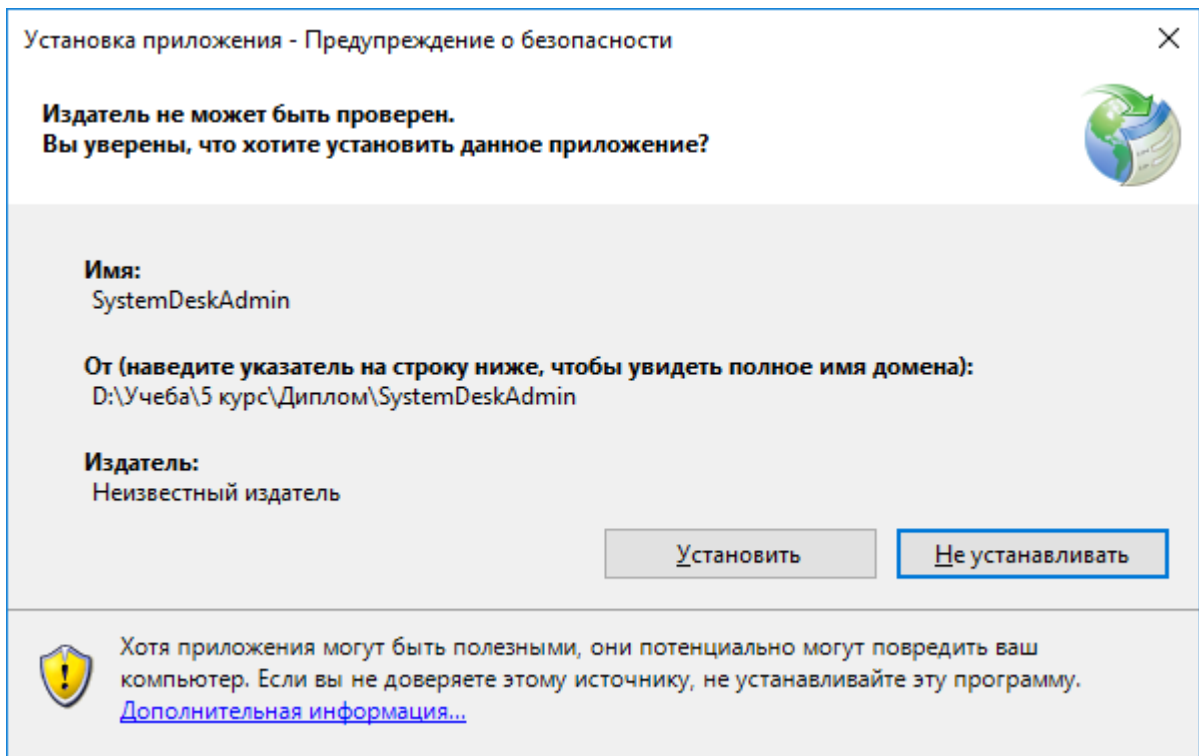 Установка приложения - Предупреждение о безопасности
Издатель не может быть проверен.
Вы уверены, что хотите установить данное приложение?
Имя:
SystemDeskAdmin
От (наведите указатель на строку ниже, чтобы увидеть полное имя домена):
D:\Учеба\5 курс\Диплом\SystemDeskAdmin
Издатель:
Неизвестный издатель
Установить
Не устанавливать
Хотя приложения могут быть полезными, они потенциально могут повредить ваш
компьютер. Если вы не доверяете этому источнику, не устанавливайте эту программу.
Дополнительная информация...